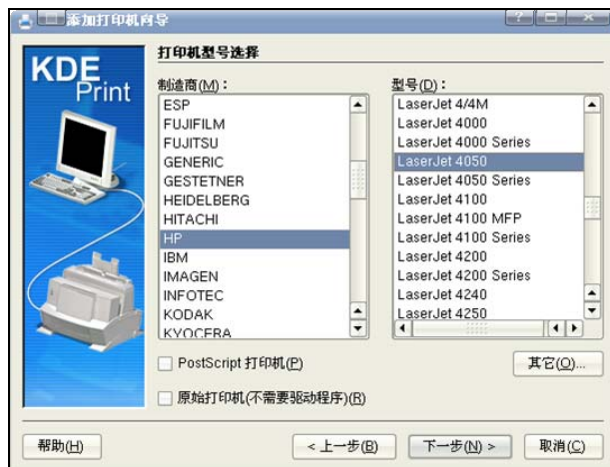 添加打印机向导
KDE
Print
打印机型号选择
制造商(M):
ESP
FUJIFILM
FUJITSU
GENERIC
GESTETNER
HEIDELBERG
HITACHI
HP
IBM
IMAGEN
INFOTEC
KODAK
KYOCERA
型号(D):
LaserJet 4/4M
LaserJet 4000
LaserJet 4000 Series
LaserJet 4050
LaserJet 4050 Series
LaserJet 4100
LaserJet 4100 MFP
LaserJet 4100 Series
LaserJet 4200
LaserJet 4200 Series
LaserJet 4240
LaserJet 4250
PostScript 打印机(P)
其它(O)...
原始打印机(不需要驱动程序)(R)
帮助(H)
< 上一步(B)
下一步(N) >
取消(C)